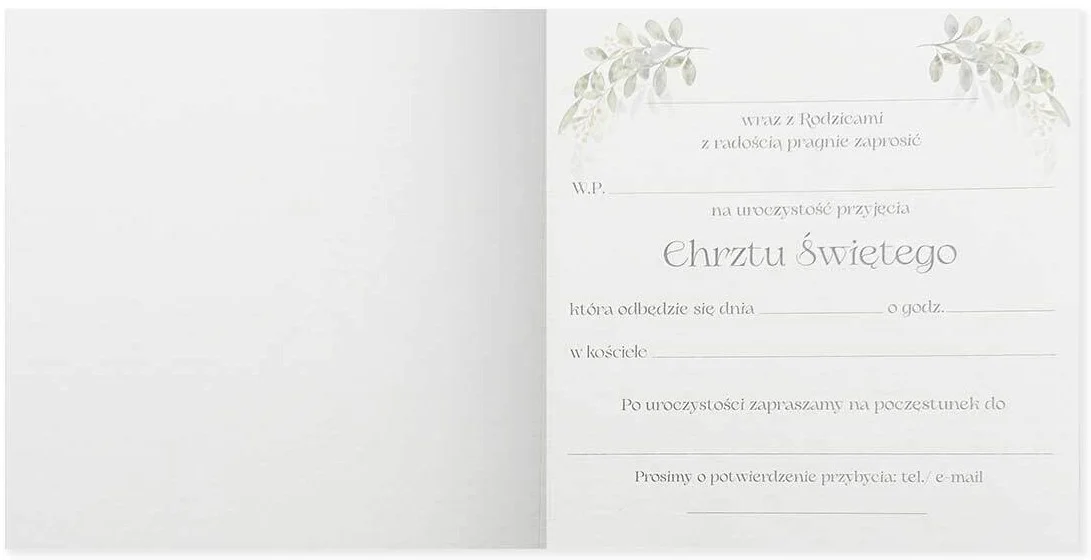 wraz z Rodzicami
z radością pragnie zaprosić
W.P.
na uroczystość przyjęcia
Chrztu Świętego
która odbędzie się dnia o godz.
w kościele
Po uroczystości zapraszamy na poczęstunek do
Prosimy o potwierdzenie przybycia: tel./ e-mail